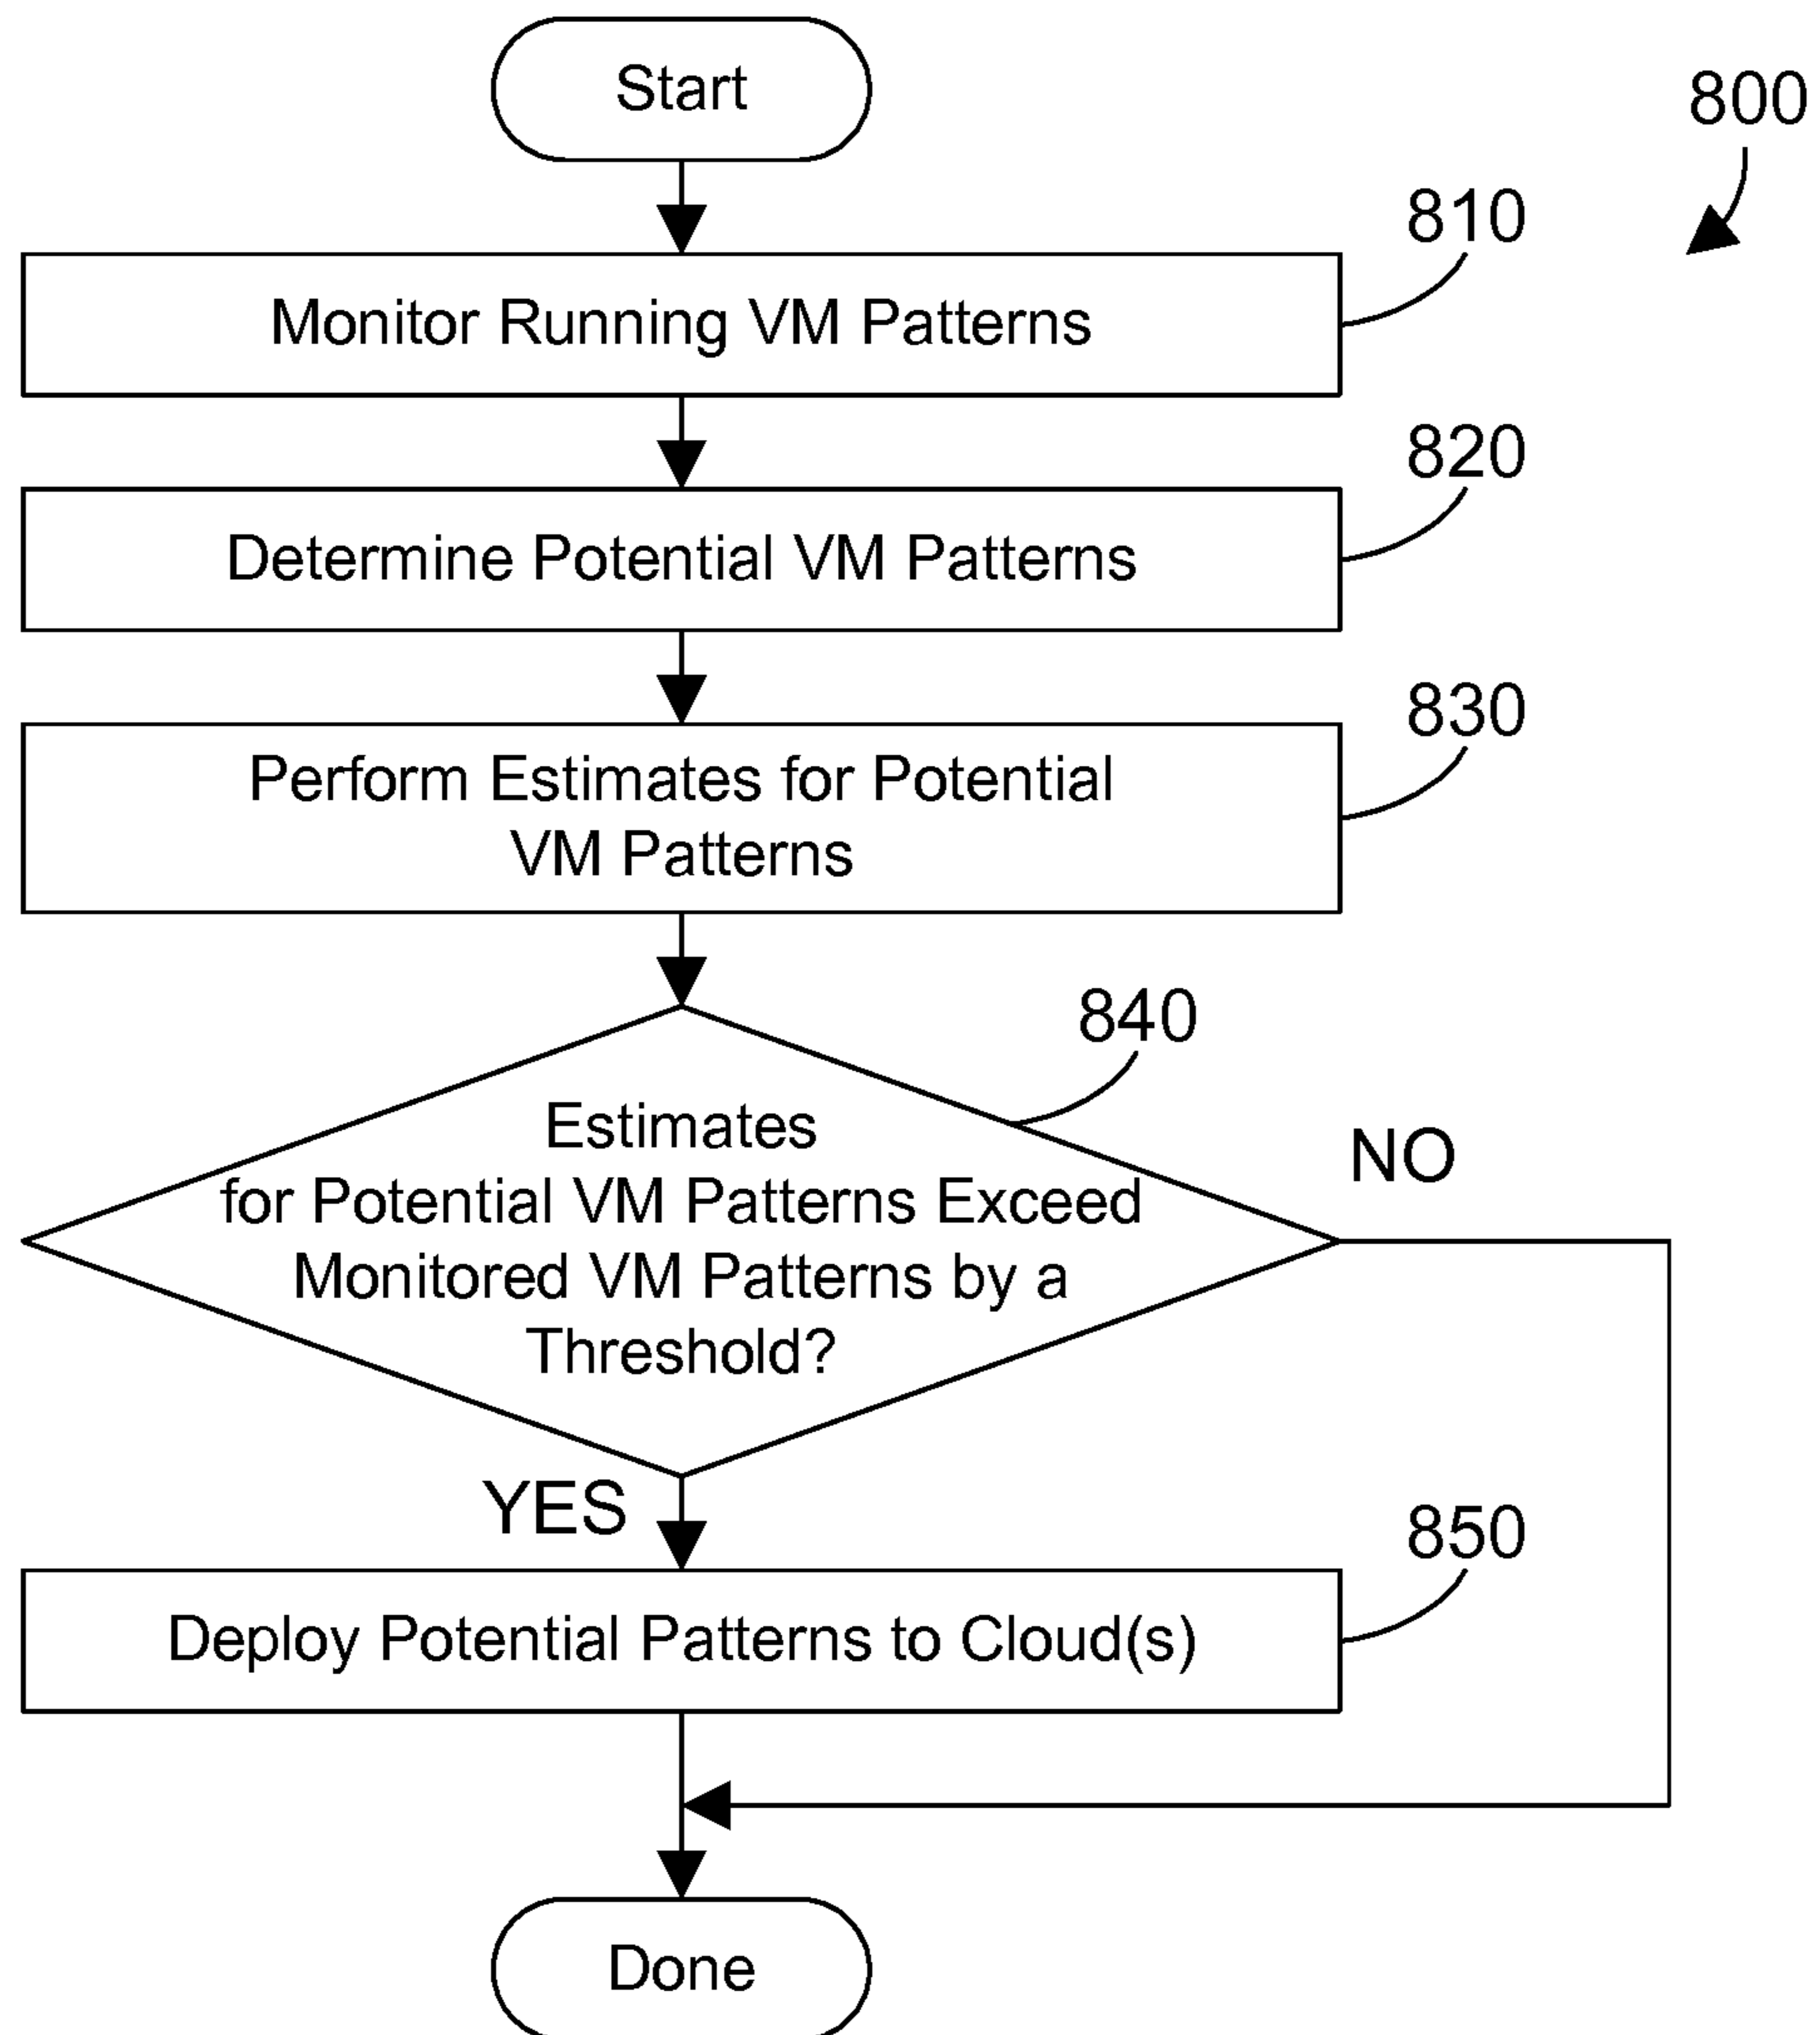 Start
800
810
Monitor Running VM Patterns
820
Determine Potential VM Patterns
830
Perform Estimates for Potential
VM Patterns
840
Estimates
for Potential VM Patterns Exceed
Monitored VM Patterns by a
Threshold?
NO
YES
850
Deploy Potential Patterns to Cloud(s)
Done